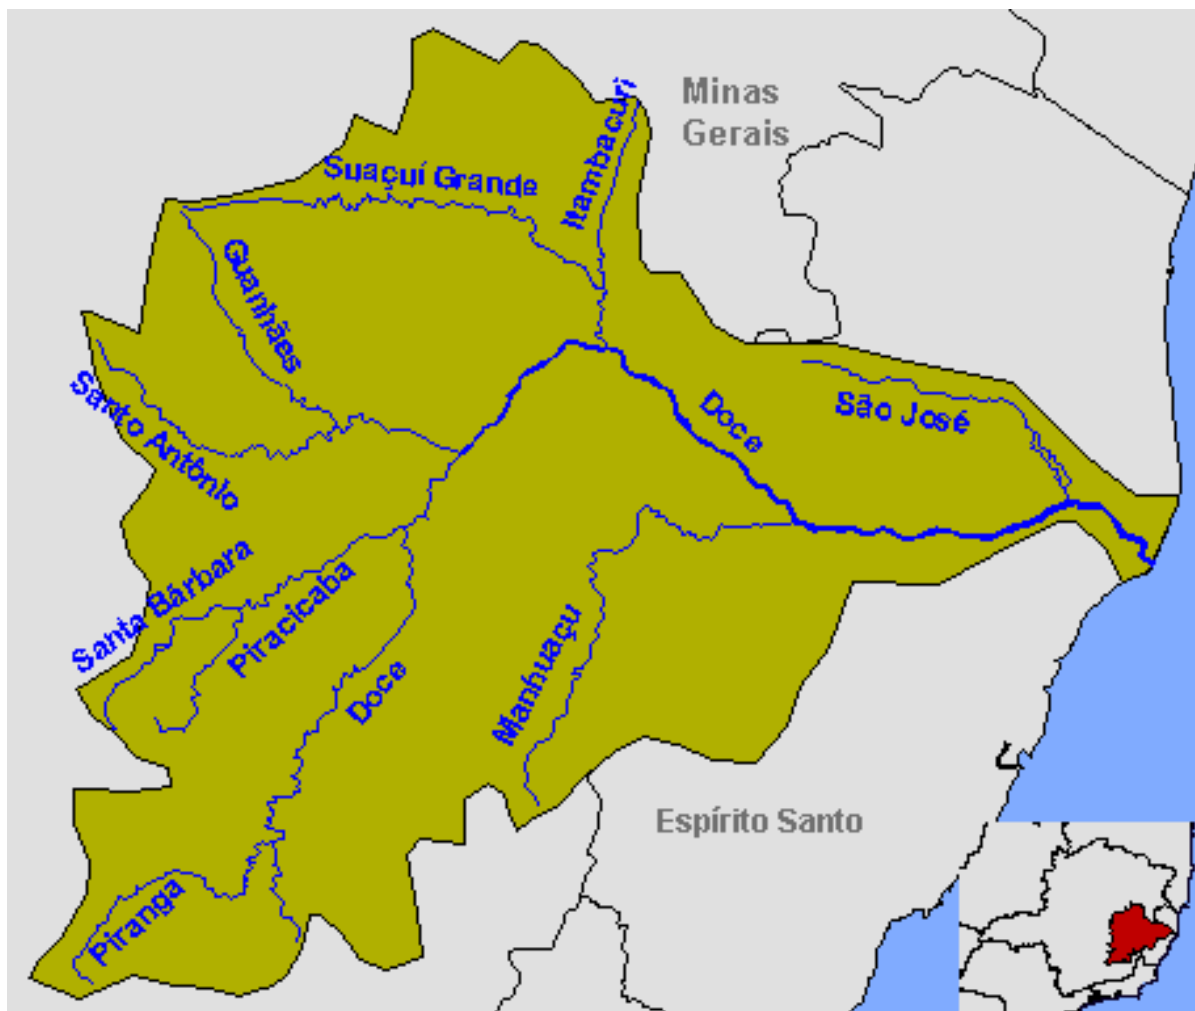 Minas
Gerais
Itambacuri
Suaçuí Grande
Guanhães
Santo Antônio
Doce
São José
Santa Bárbara
Piracicaba
Doce
Manhuaçu
Espírito Santo
Piranga